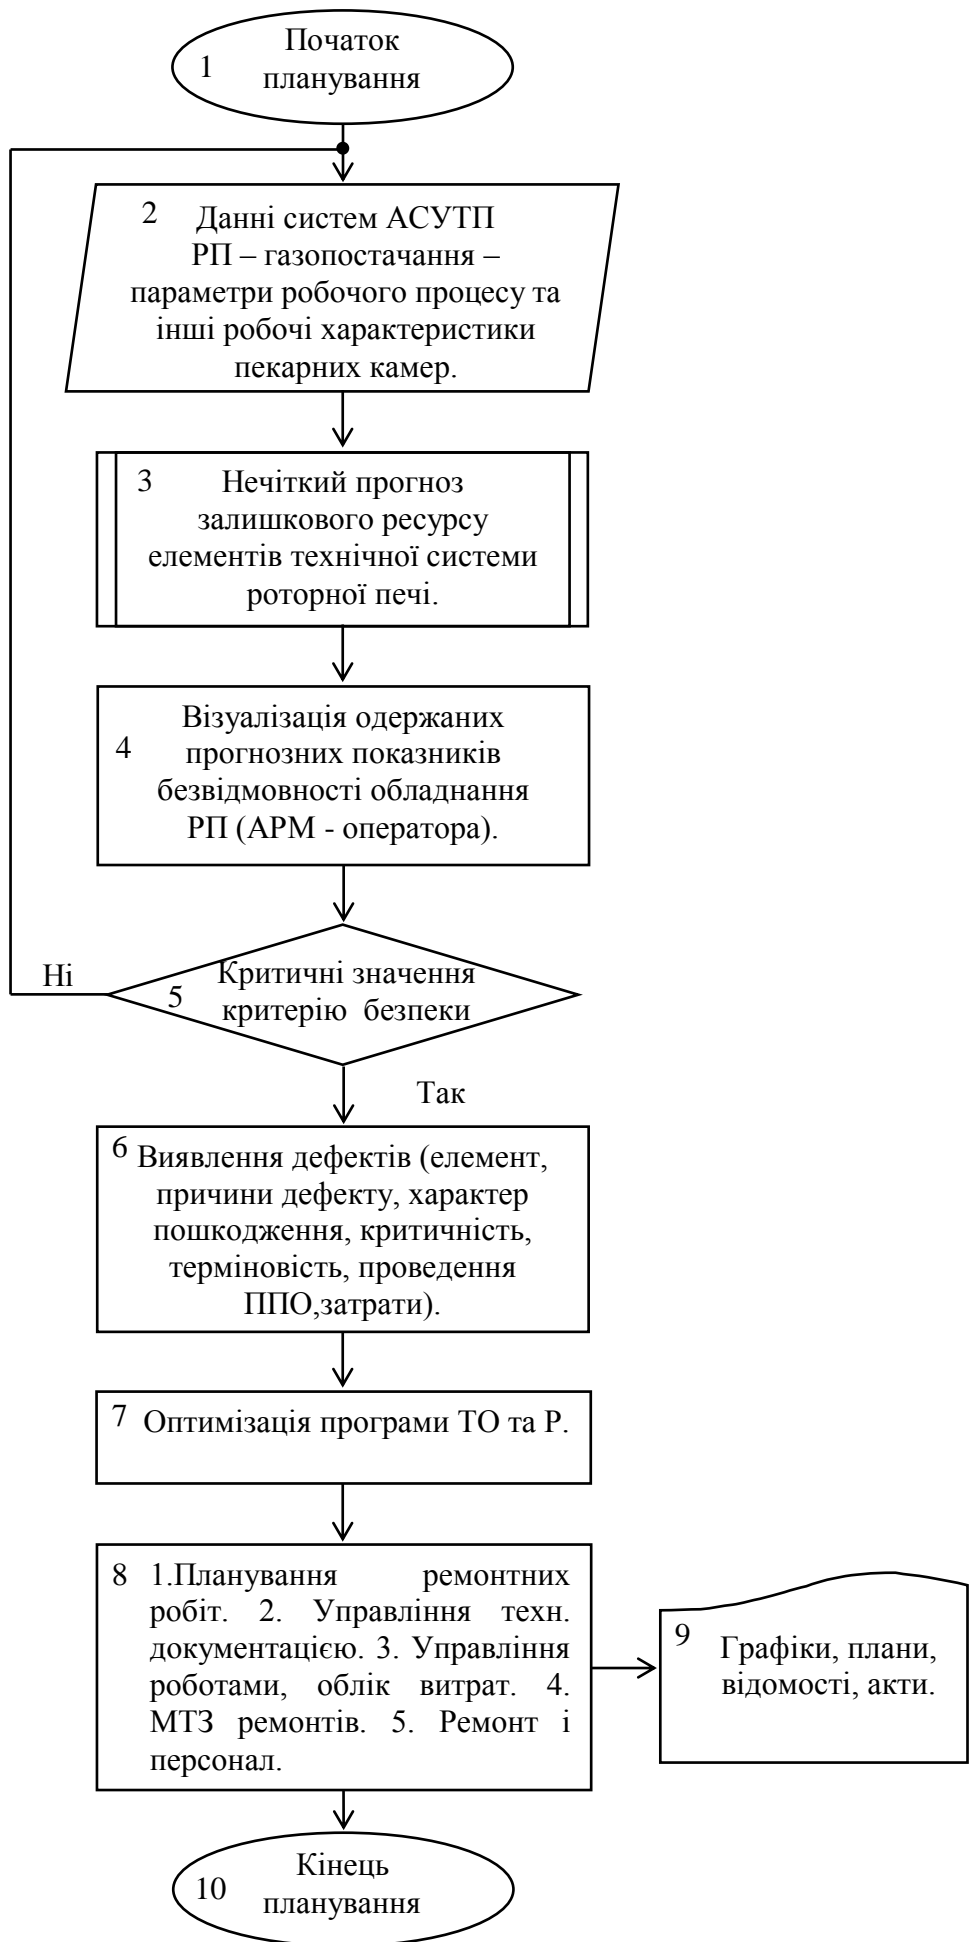 Початок
1 планування
2 Данні систем АСУТП
РП – газопостачання –
параметри робочого процесу та
інші робочі характеристики
пекарних камер.
3 Нечіткий прогноз
залишкового ресурсу
елементів технічної системи
роторної печі.
Візуалізація одержаних
4 прогнозних показників
безвідмовності обладнання
РП (АРМ - оператора).
Ні
Критичні значення
5 критерію безпеки
Так
6 Виявлення дефектів (елемент,
причини дефекту, характер
пошкодження, критичність,
терміновість, проведення
ППО,затрати).
7 Оптимізація програми ТО та Р.
8 1.Планування ремонтних
робіт. 2. Управління техн.
документацією. 3. Управління
роботами, облік витрат. 4.
МТЗ ремонтів. 5. Ремонт і
персонал.
9 Графіки, плани,
відомості, акти.
Кінець
10 планування